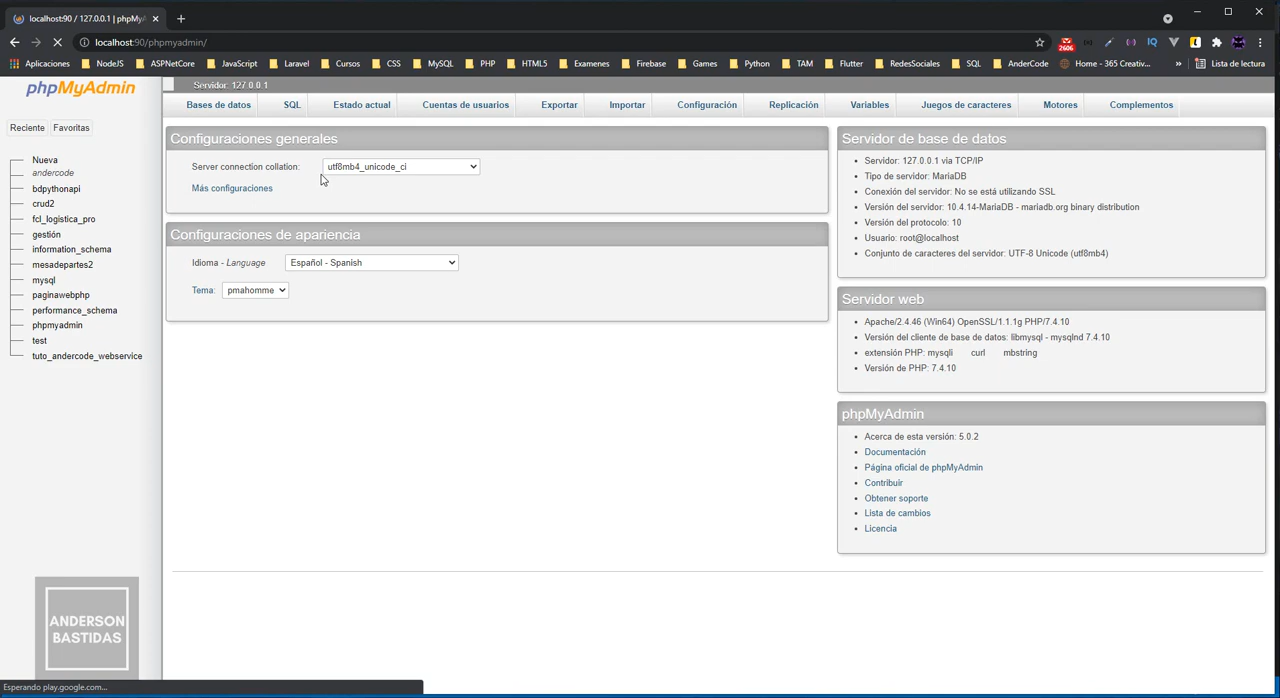 localhost:90 / 127.0.0.1 | phpMyA
localhost:90/phpmyadmin/
2606
Aplicaciones NodeJS ASPNetCore JavaScript Laravel Cursos CSS MySQL PHP HTML5 Examenes Firebase Games Python TAM Flutter RedesSociales SQL AnderCode Home - 365 Creativ... » Lista de lectura
phpMyAdmin
Reciente Favoritas
Nueva
andercode
bdpythonapi
crud2
fcl_logistica_pro
gestión
information_schema
mesadepartes2
mysql
paginawebphp
performance_schema
phpmyadmin
test
tuto_andercode_webservice
ANDERSON
BASTIDAS
Esperando play.google.com...
Servidor: 127.0.0.1
Bases de datos SQL Estado actual Cuentas de usuarios Exportar Importar Configuración Replicación Variables Juegos de caracteres Motores Complementos
Configuraciones generales
Server connection collation: utf8mb4_unicode_ci
Más configuraciones
Configuraciones de apariencia
Idioma - Language Español - Spanish
Tema: pmahomme
Servidor de base de datos
• Servidor: 127.0.0.1 via TCP/IP
• Tipo de servidor: MariaDB
• Conexión del servidor: No se está utilizando SSL
• Versión del servidor: 10.4.14-MariaDB - mariadb.org binary distribution
• Versión del protocolo: 10
• Usuario: root@localhost
• Conjunto de caracteres del servidor: UTF-8 Unicode (utf8mb4)
Servidor web
• Apache/2.4.46 (Win64) OpenSSL/1.1.1g PHP/7.4.10
• Versión del cliente de base de datos: libmysql - mysqlnd 7.4.10
• extensión PHP: mysqli curl mbstring
• Versión de PHP: 7.4.10
phpMyAdmin
• Acerca de esta versión: 5.0.2
• Documentación
• Página oficial de phpMyAdmin
• Contribuir
• Obtener soporte
• Lista de cambios
• Licencia